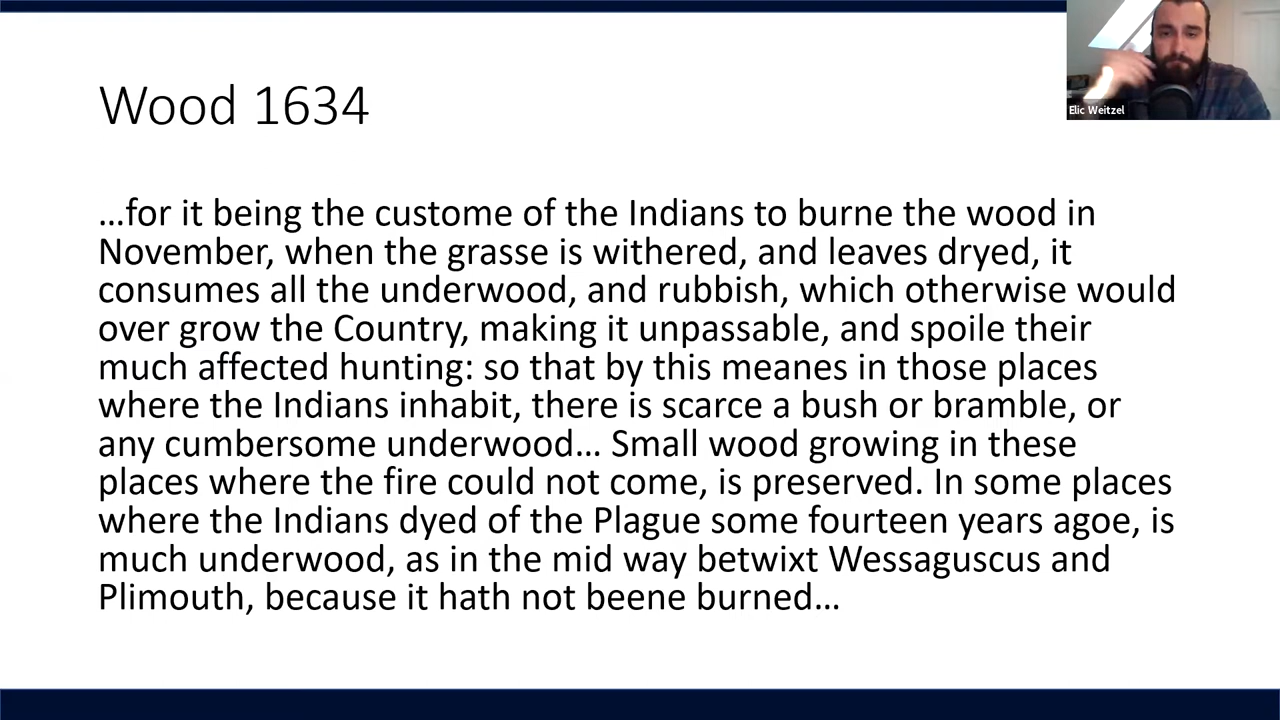 Wood 1634
Elic Weitzel
…for it being the custome of the Indians to burne the wood in
November, when the grasse is withered, and leaves dryed, it
consumes all the underwood, and rubbish, which otherwise would
over grow the Country, making it unpassable, and spoile their
much affected hunting: so that by this meanes in those places
where the Indians inhabit, there is scarce a bush or bramble, or
any cumbersome underwood… Small wood growing in these
places where the fire could not come, is preserved. In some places
where the Indians dyed of the Plague some fourteen years agoe, is
much underwood, as in the mid way betwixt Wessaguscus and
Plimouth, because it hath not beene burned…